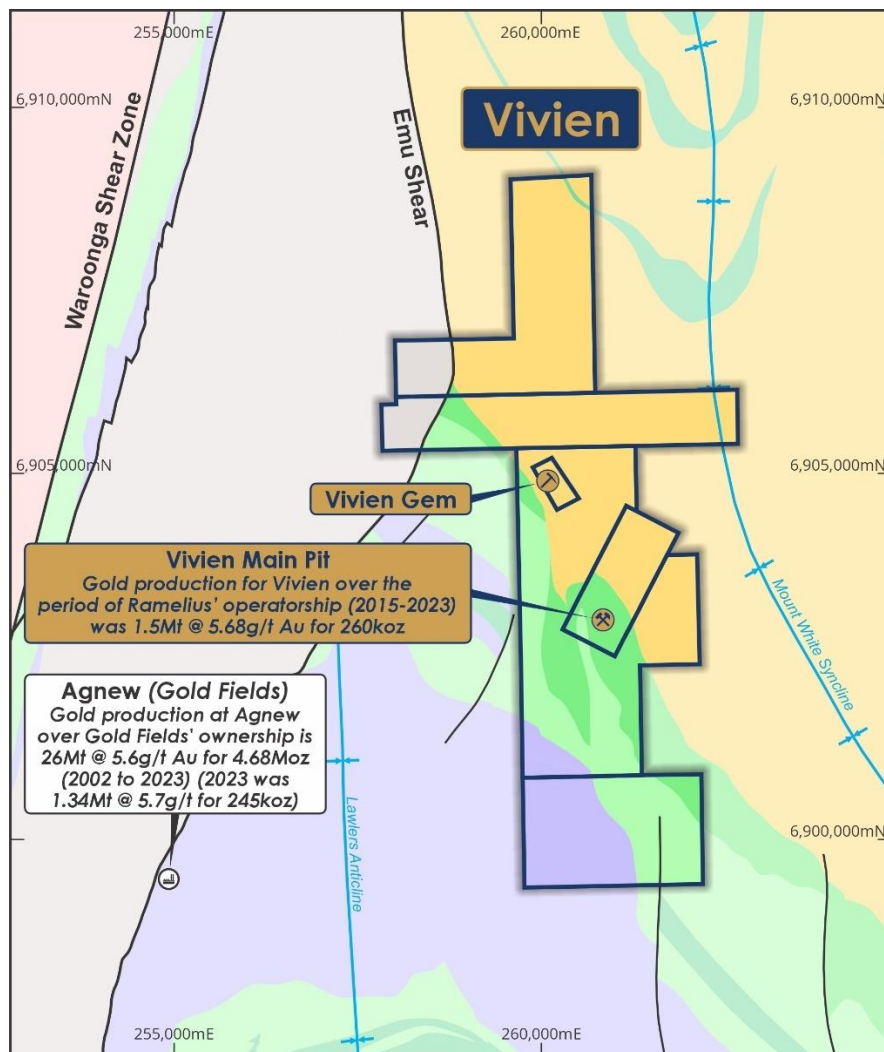 255,000mE
260,000mE
6,910,000mN
6,910,000mN
Vivien
Waroonga Shear Zone
Emu Shear
6,905,000mN
6,905,000mN
Vivien Gem
Vivien Main Pit
Gold production for Vivien over the
period of Ramelius' operatorship (2015-2023)
was 1.5Mt @ 5.68g/t Au for 260koz
Mount White Syncline
Agnew (Gold Fields)
Gold production at Agnew
over Gold Fields' ownership is
26Mt @ 5.6g/t Au for 4.68Moz
(2002 to 2023) (2023 was
1.34Mt @ 5.7g/t for 245koz)
Lawlers Anticline
6,900,000mN
255,000mE
260,000mE